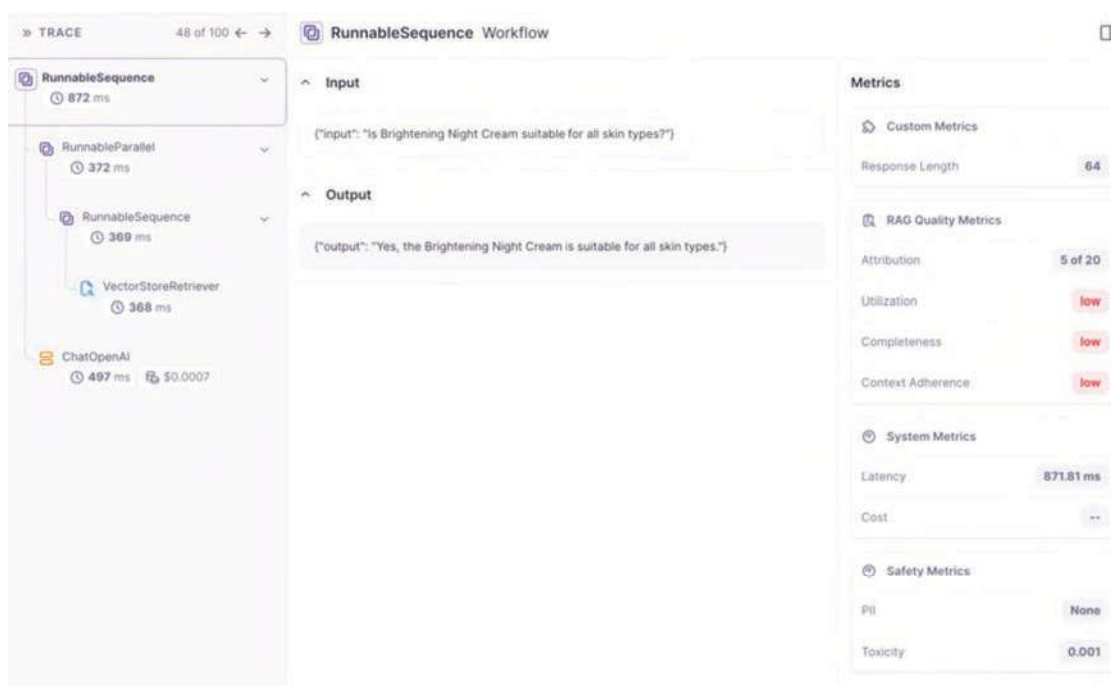 » TRACE
48 of 100 ← →
RunnableSequence
872 ms
RunnableParallel
372 ms
RunnableSequence
369 ms
VectorStoreRetriever
368 ms
ChatOpenAI
497 ms $0.0007
RunnableSequence Workflow
Input
{"input": "Is Brightening Night Cream suitable for all skin types?"}
Output
{"output": "Yes, the Brightening Night Cream is suitable for all skin types."}
Metrics
Custom Metrics
Response Length 64
RAG Quality Metrics
Attribution 5 of 20
Utilization low
Completeness low
Context Adherence low
System Metrics
Latency 871.81 ms
Cost --
Safety Metrics
PII None
Toxicity 0.001